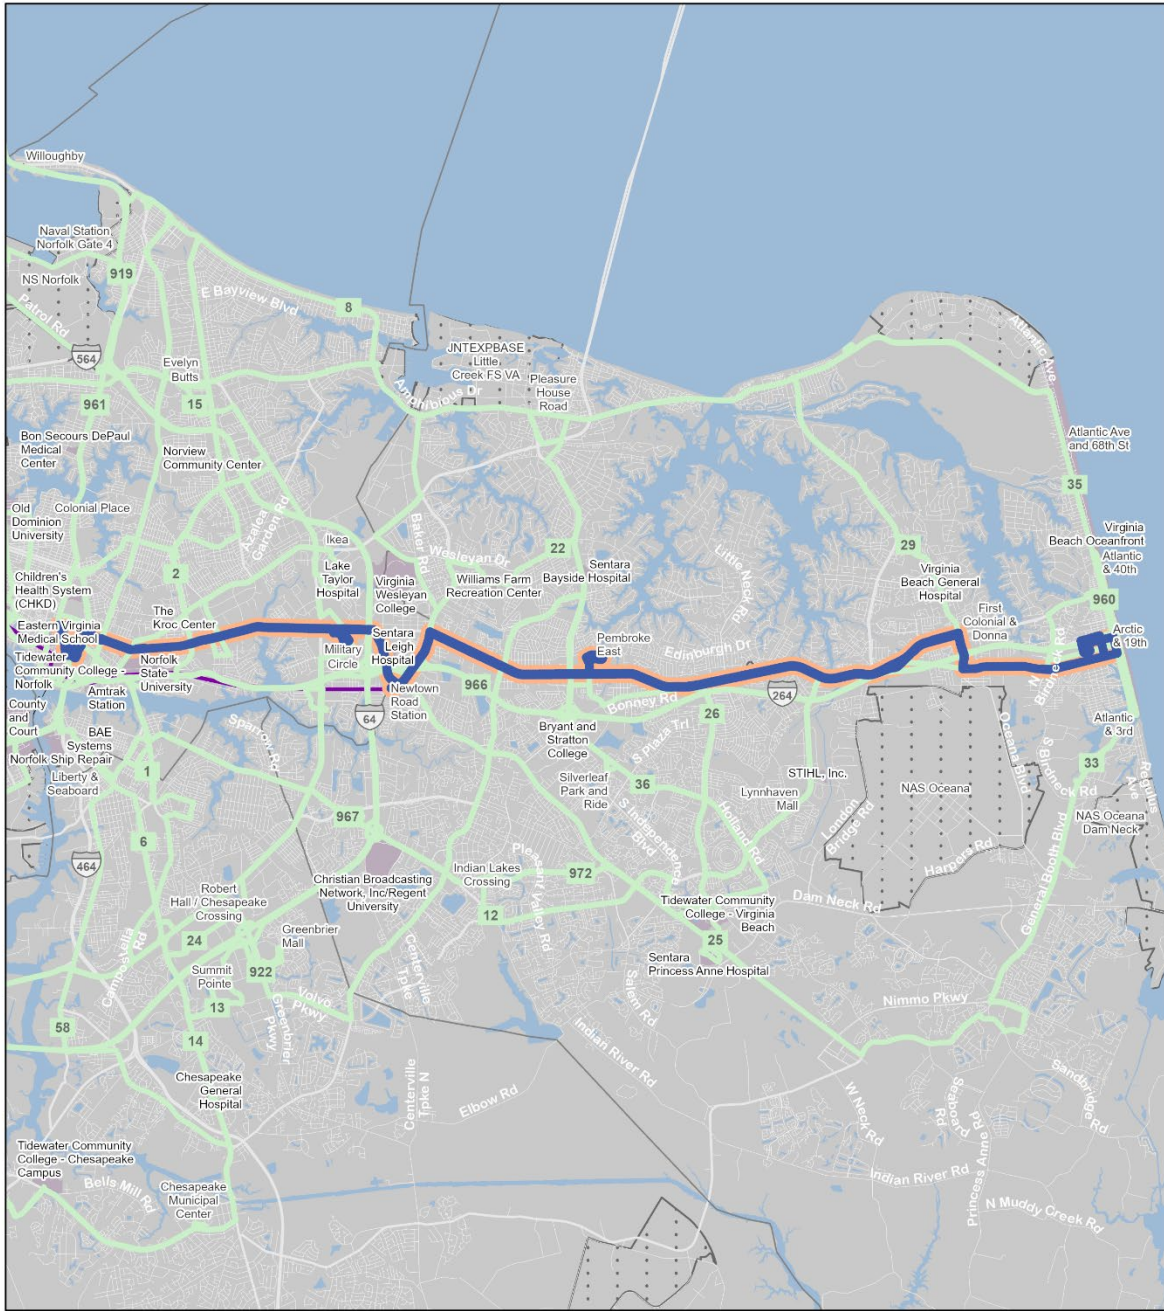 Willoughby
Naval Station
Norfolk Gate 4
919
NS Norfolk
E Bayview Blvd
8
Patrol Rd
564
JNTEXPBASE
Little
Creek FS VA
Atlantic Ave
Evelyn
Butts
Amphibious Dr
Pleasure
House
Road
961
15
Bon Secours DePaul
Medical
Center
Norview
Community Center
Atlantic Ave
and 68th St
35
Old
Dominion
University
Colonial Place
Azalea
Garden Rd
Ikea
Baker Rd
Wesleyan Dr
22
29
Virginia
Beach Oceanfront
Atlantic
& 40th
2
Lake
Taylor
Hospital
Virginia
Wesleyan
College
Williams Farm
Recreation Center
Sentara
Bayside Hospital
Little Neck Rd
Virginia
Beach General
Hospital
Children's
Health System
(CHKD)
The
Kroc Center
First
Colonial &
Donna
960
Eastern Virginia
Medical School
Sentara
Leigh
Hospital
Military
Circle
Pembroke
East
Edinburgh Dr
N
Birdneck Rd
Arctic
& 19th
Tidewater
Community College -
Norfolk
Norfolk
State
University
Amtrak
Station
Newtown
Road
Station
966
Bonney Rd
264
County
and
Court
64
26
Atlantic
& 3rd
Sparrow Rd
Bryant and
Stratton
College
S Plaza Trl
Oceana Blvd
S Birdneck Rd
BAE
Systems
Norfolk Ship Repair
Liberty &
Seaboard
1
Silverleaf
Park and
Ride
36
STIHL, Inc.
Lynnhaven
Mall
NAS Oceana
33
Regulus
Ave
London
Bridge Rd
NAS Oceana
Dam Neck
967
S Independence
Blvd
Holland Rd
6
464
Harpers Rd
General Booth Blvd
Christian Broadcasting
Network, Inc/Regent
University
Indian Lakes
Crossing
Pleasant Valley Rd
972
Robert
Hall / Chesapeake
Crossing
12
Dam Neck Rd
Tidewater Community
College - Virginia
Beach
Greenbrier
Mall
24
25
Campostella
Rd
Centerville
Tpke
Summit
Pointe
922
Sentara
Princess Anne Hospital
Salem Rd
Volvo
Pkwy
Nimmo Pkwy
13
Greenbrier
Pkwy
58
14
Indian River Rd
Chesapeake
General
Hospital
Centerville
Tpke N
Elbow Rd
W Neck Rd
Seaboard
Rd
Sandbridge Rd
Princess Anne Rd
Tidewater Community
College - Chesapeake
Campus
Bells Mill Rd
Chesapeake
Municipal
Center
Indian River Rd
N Muddy Creek Rd